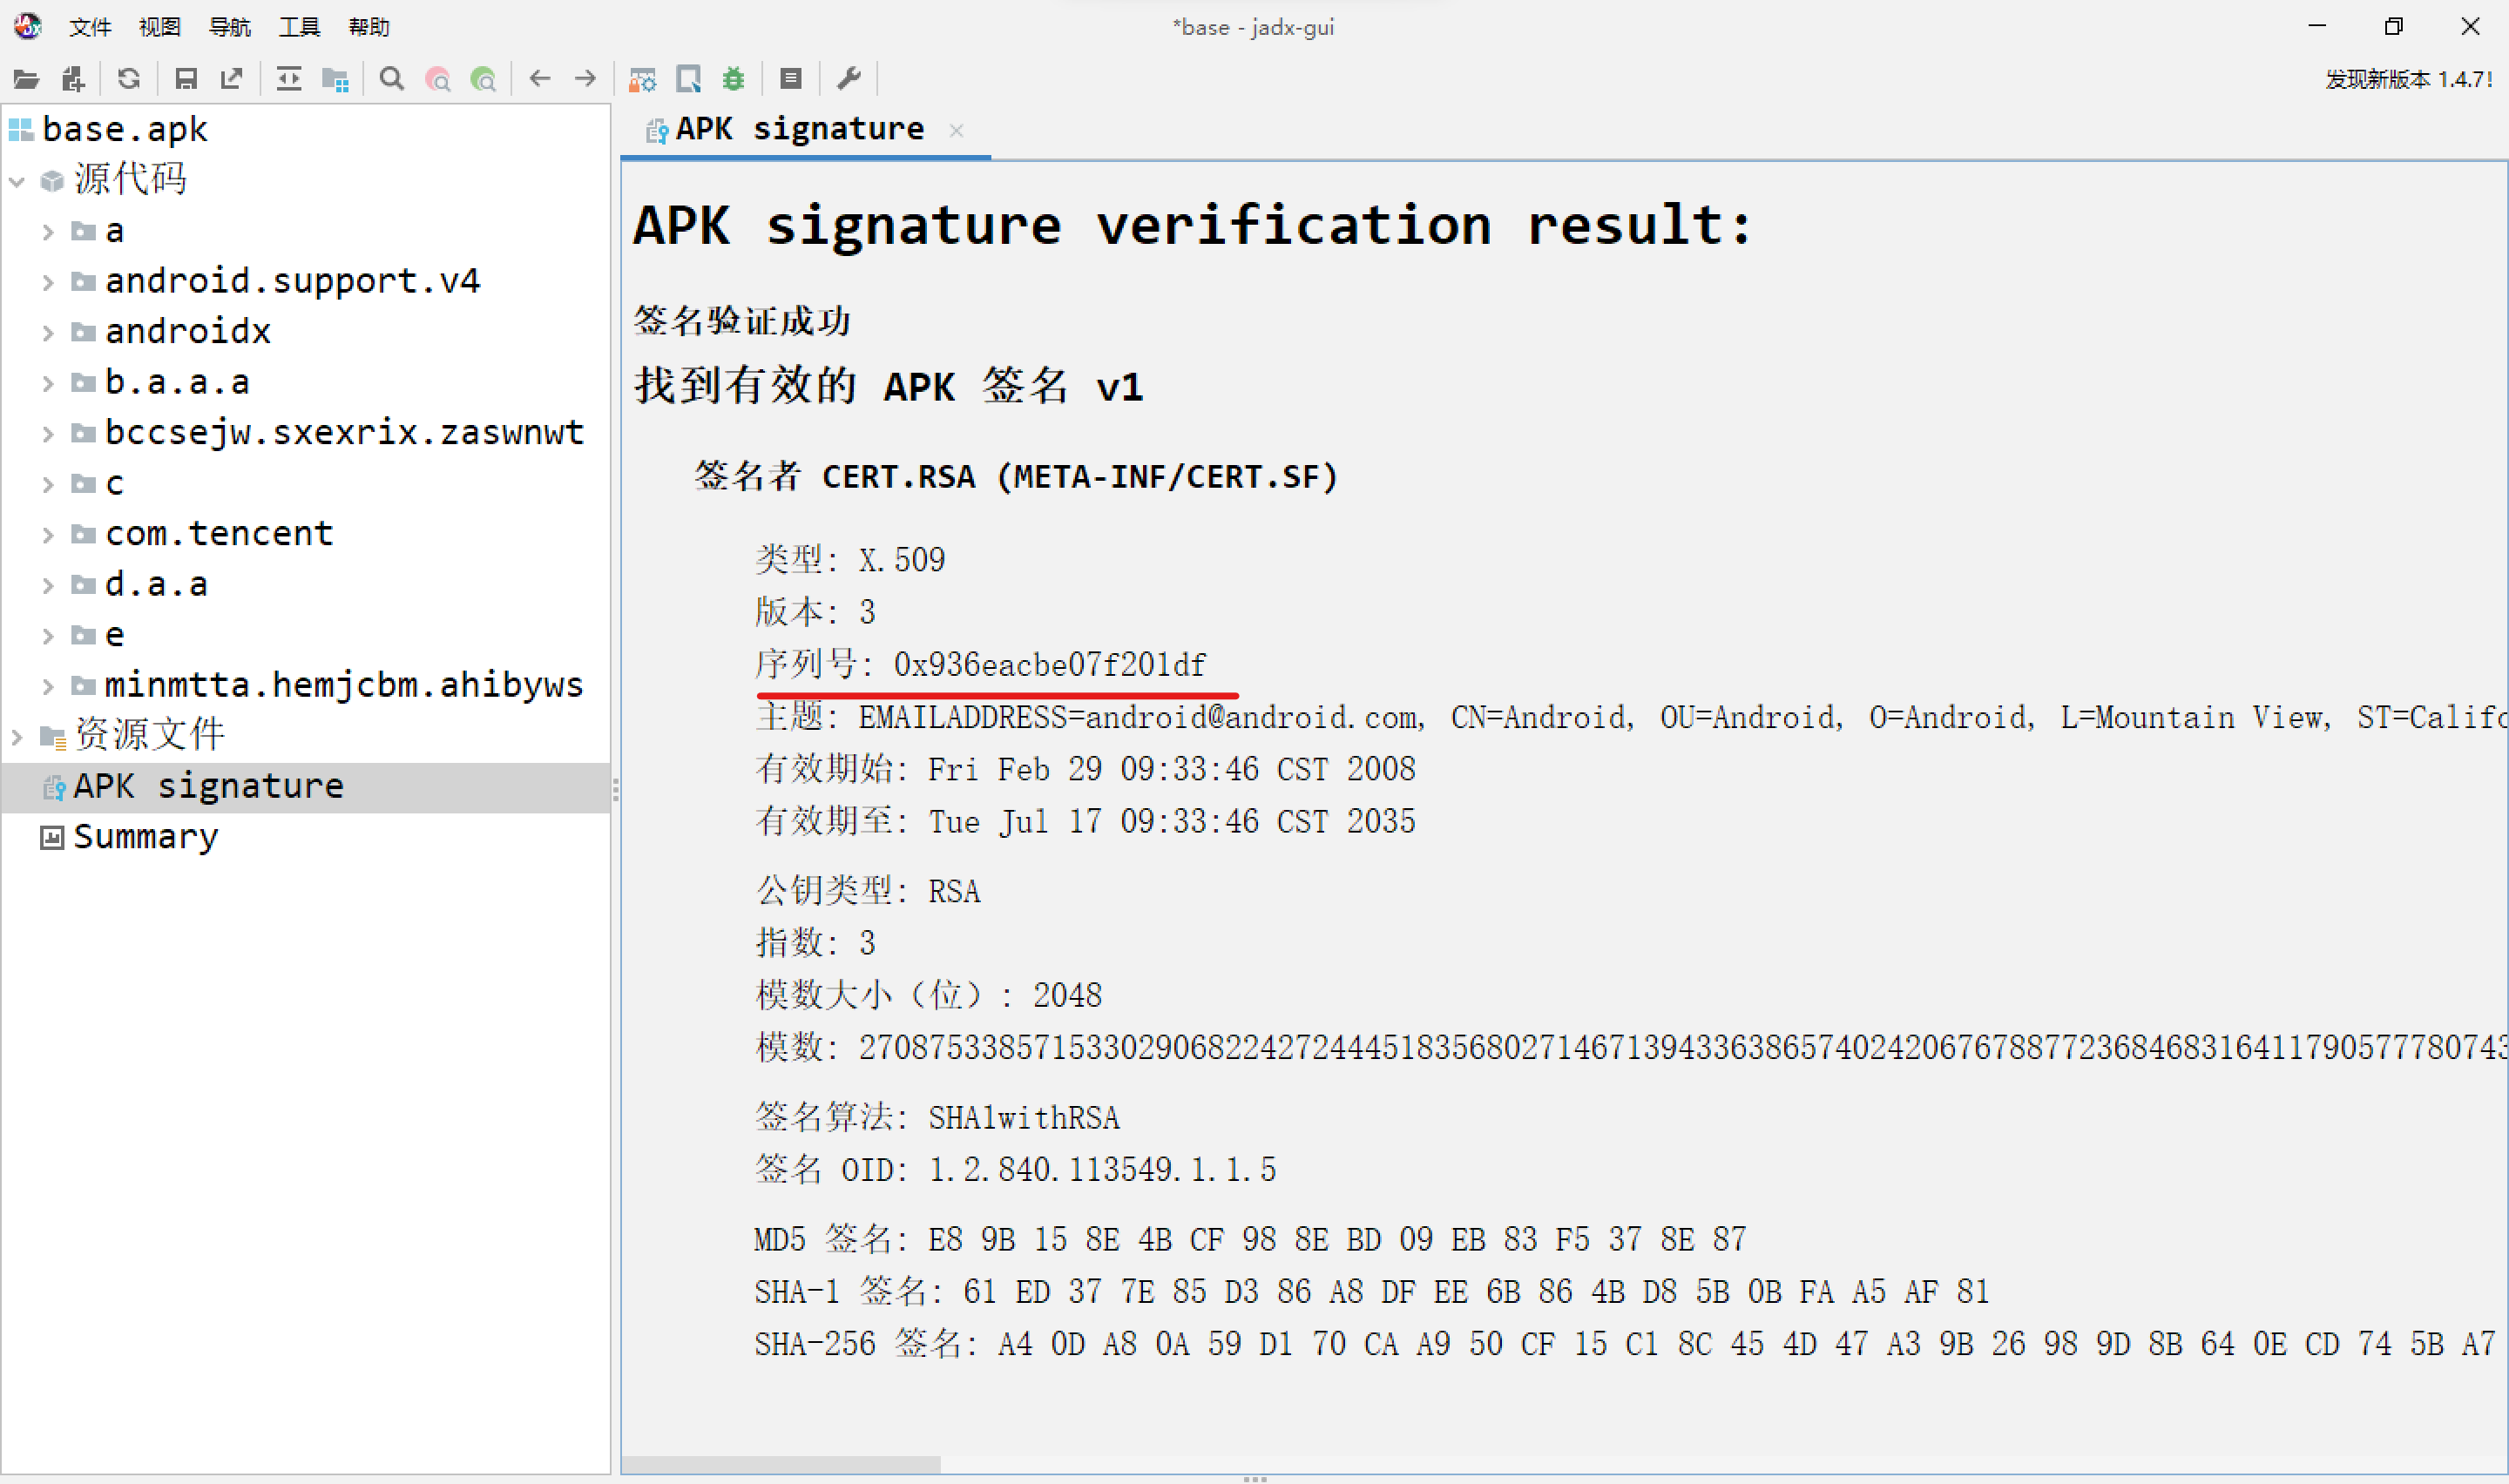 文件 视图 导航 工具 帮助
*base - jadx-gui
发现新版本 1.4.7!
base.apk
源代码
a
android.support.v4
androidx
b.a.a.a
bccsejw.sxexrix.zaswnwt
c
com.tencent
d.a.a
e
minmtta.hemjcbm.ahibyws
资源文件
APK signature
Summary
APK signature
APK signature verification result:
签名验证成功
找到有效的 APK 签名 v1
签名者 CERT.RSA (META-INF/CERT.SF)
类型: X.509
版本: 3
序列号: 0x936eacbe07f201df
主题: EMAILADDRESS=android@android.com, CN=Android, OU=Android, O=Android, L=Mountain View, ST=Califo
有效期始: Fri Feb 29 09:33:46 CST 2008
有效期至: Tue Jul 17 09:33:46 CST 2035
公钥类型: RSA
指数: 3
模数大小（位）: 2048
模数: 27087533857153302906822427244451835680271467139433638657402420676788772368468316411790577780743
签名算法: SHA1withRSA
签名 OID: 1.2.840.113549.1.1.5
MD5 签名: E8 9B 15 8E 4B CF 98 8E BD 09 EB 83 F5 37 8E 87
SHA-1 签名: 61 ED 37 7E 85 D3 86 A8 DF EE 6B 86 4B D8 5B 0B FA A5 AF 81
SHA-256 签名: A4 0D A8 0A 59 D1 70 CA A9 50 CF 15 C1 8C 45 4D 47 A3 9B 26 98 9D 8B 64 0E CD 74 5B A7